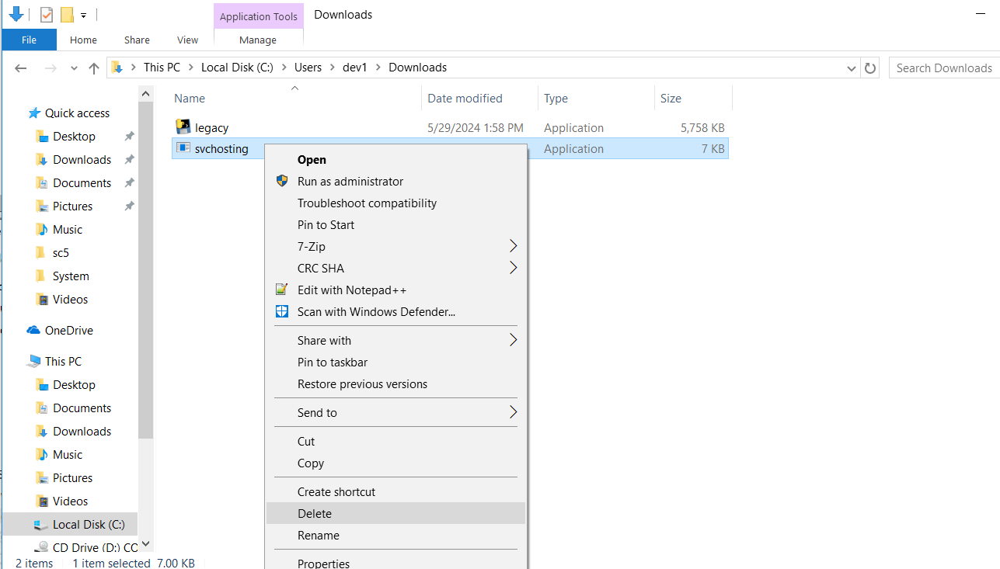 Application Tools Downloads
File Home Share View Manage
This PC Local Disk (C:) Users dev1 Downloads Search Downloads
Name Date modified Type Size
legacy 5/29/2024 1:58 PM Application 5,758 KB
svchosting Application 7 KB
Quick access
Desktop
Downloads
Documents
Pictures
Music
sc5
System
Videos
OneDrive
This PC
Desktop
Documents
Downloads
Music
Pictures
Videos
Local Disk (C:)
CD Drive (D:) CO
Open
Run as administrator
Troubleshoot compatibility
Pin to Start
7-Zip
CRC SHA
Edit with Notepad++
Scan with Windows Defender...
Share with
Pin to taskbar
Restore previous versions
Send to
Cut
Copy
Create shortcut
Delete
Rename
Properties
2 items 1 item selected 7.00 KB